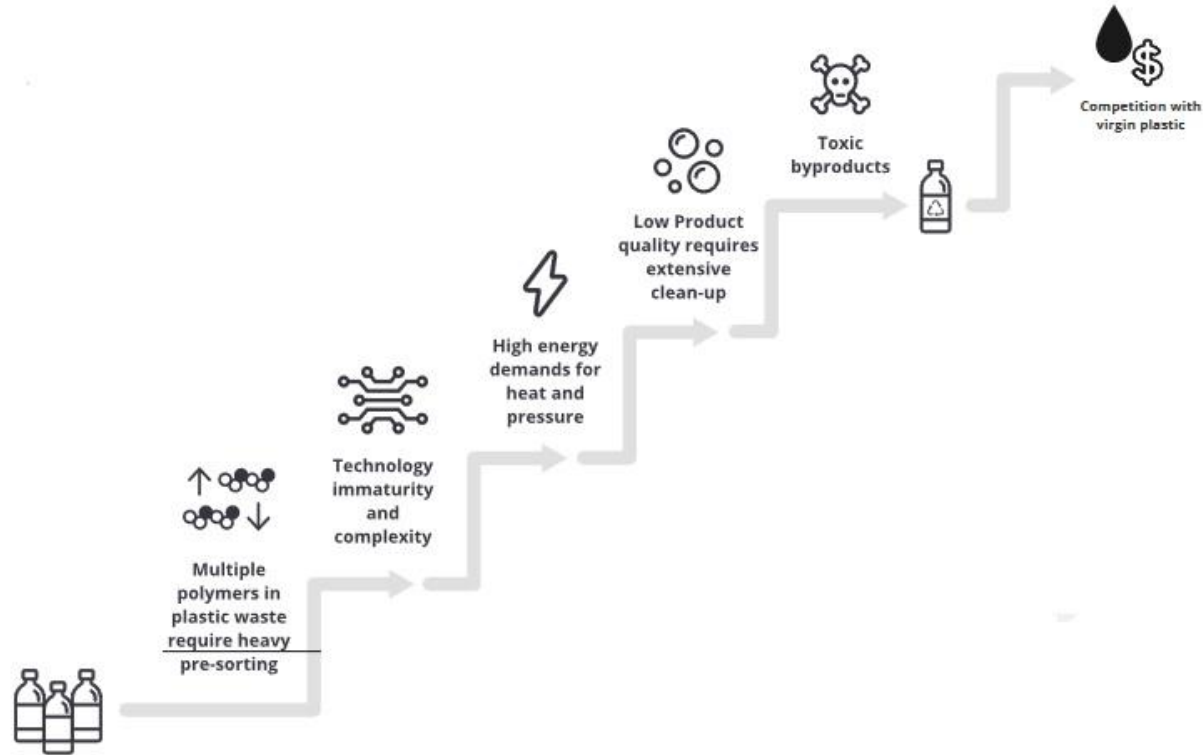 Multiple
polymers in
plastic waste
require heavy
pre-sorting
Technology
immaturity
and
complexity
High energy
demands for
heat and
pressure
Low Product
quality requires
extensive
clean-up
Toxic
byproducts
$
Competition with
virgin plastic